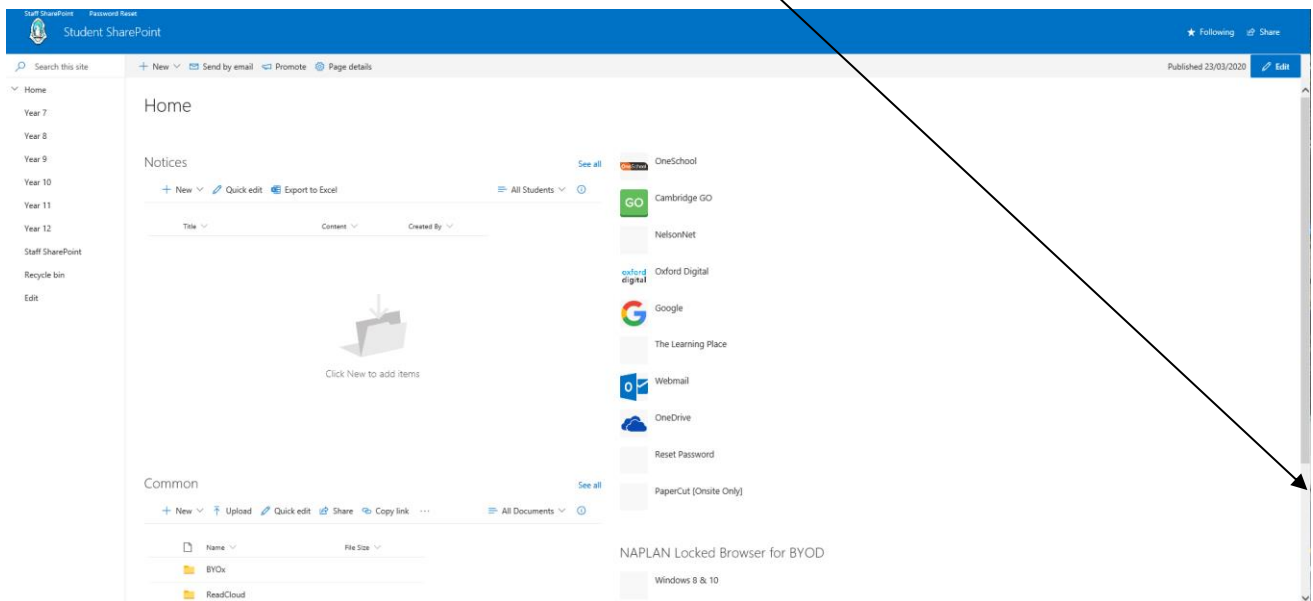 Staff SharePoint Password Reset
Student SharePoint
Following Share
Search this site
New Send by email Promote Page details
Published 23/03/2020 Edit
Home
Year 7
Year 8
Year 9
Year 10
Year 11
Year 12
Staff SharePoint
Recycle bin
Edit
Home
Notices See all
New Quick edit Export to Excel All Students
Title Content Created By
Click New to add items
Common See all
New Upload Quick edit Share Copy link ... All Documents
Name File Size
BYOx
ReadCloud
OneSchool OneSchool
GO Cambridge GO
NelsonNet
oxford digital Oxford Digital
Google
The Learning Place
Webmail
OneDrive
Reset Password
PaperCut [Onsite Only]
NAPLAN Locked Browser for BYOD
Windows 8 & 10